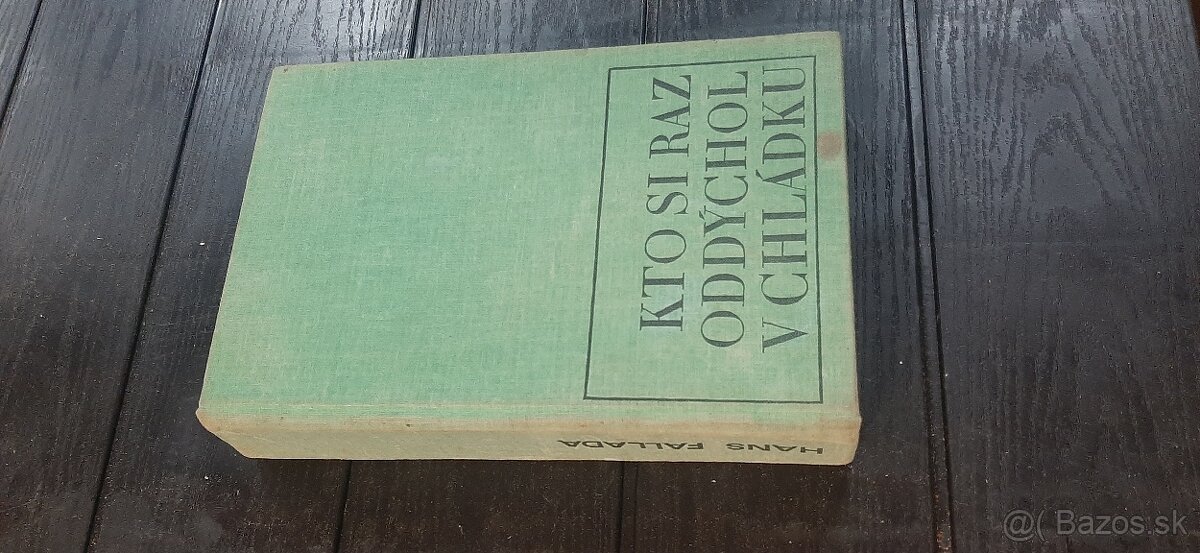 KTO SI RAZ
ODDÝCHOL
V CHLÁDKU
HANS FALLADA
@( Bazos.sk